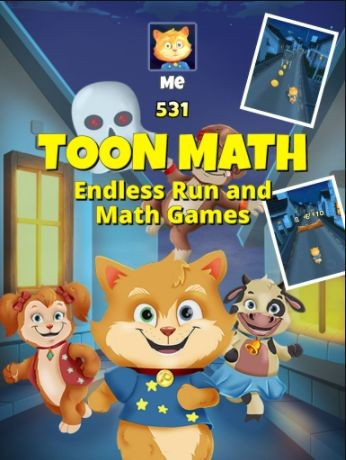 Me
531
TOON MATH
Endless Run and
Math Games